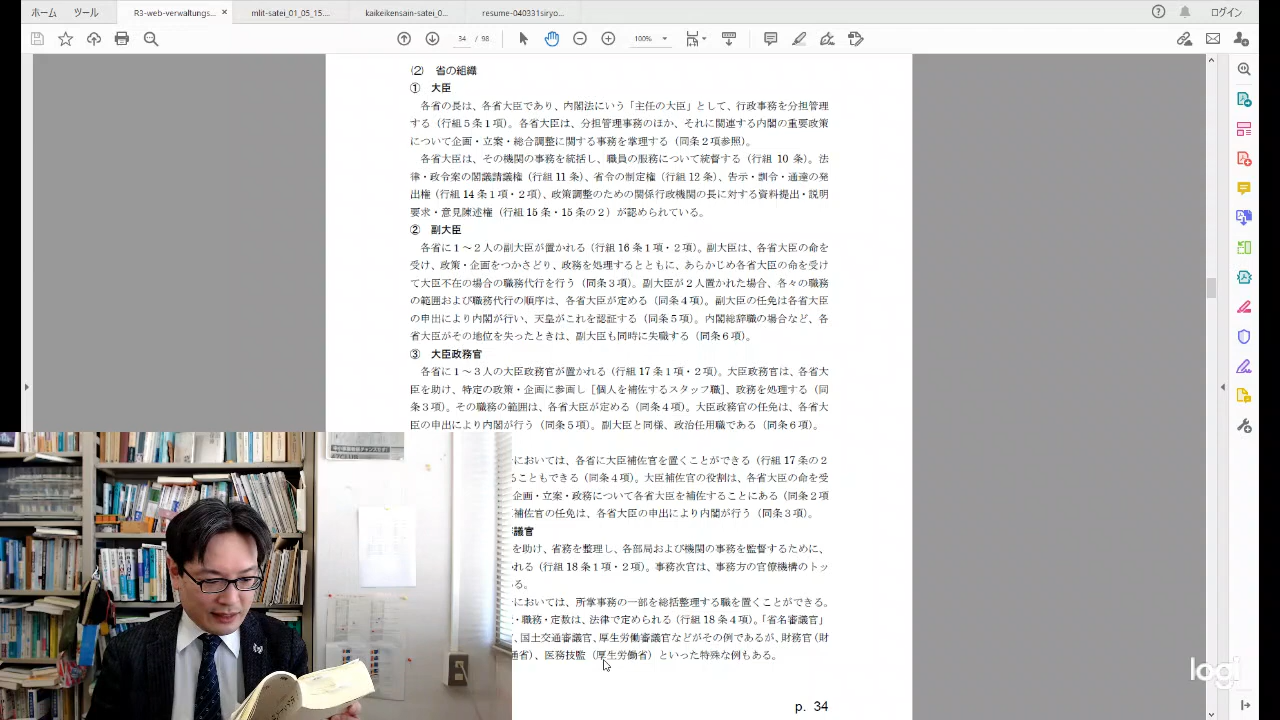 ホーム
ツール
R3-web-verwaltungs...
mlit-satei_01_05_15....
kaikeikensain-satei_0...
resume-040331siryo...
ログイン
34 / 98
100%
(2) 省の組織
① 大臣
各省の長は、各省大臣であり、内閣法にいう「主任の大臣」として、行政事務を分担管理
する（行組５条１項）。各省大臣は、分担管理事務のほか、それに関連する内閣の重要政策
について企画・立案・総合調整に関する事務を掌理する（同条２項参照）。
各省大臣は、その機関の事務を統括し、職員の服務について統督する（行組 10 条）。法
律・政令案の閣議請議権（行組 11 条）、省令の制定権（行組 12 条）、告示・訓令・通達の発
出権（行組 14 条１項・２項）、政策調整のための関係行政機関の長に対する資料提出・説明
要求・意見陳述権（行組 15 条・15 条の２）が認められている。
② 副大臣
各省に１～２人の副大臣が置かれる（行組 16 条１項・２項）。副大臣は、各省大臣の命を
受け、政策・企画をつかさどり、政務を処理するとともに、あらかじめ各省大臣の命を受け
て大臣不在の場合の職務代行を行う（同条３項）。副大臣が２人置かれた場合、各々の職務
の範囲および職務代行の順序は、各省大臣が定める（同条４項）。副大臣の任免は各省大臣
の申出により内閣が行い、天皇がこれを認証する（同条５項）。内閣総辞職の場合など、各
省大臣がその地位を失ったときは、副大臣も同時に失職する（同条６項）。
③ 大臣政務官
各省に１～３人の大臣政務官が置かれる（行組 17 条１項・２項）。大臣政務官は、各省大
臣を助け、特定の政策・企画に参画し［個人を補佐するスタッフ職］、政務を処理する（同
条３項）。その職務の範囲は、各省大臣が定める（同条４項）。大臣政務官の任免は、各省大
臣の申出により内閣が行う（同条５項）。副大臣と同様、政治任用職である（同条６項）。
においては、各省に大臣補佐官を置くことができる（行組 17 条の２
ることもできる（同条４項）。大臣補佐官の役割は、各省大臣の命を受
企画・立案・政務について各省大臣を補佐することにある（同条２項
補佐官の任免は、各省大臣の申出により内閣が行う（同条３項）。
議官
を助け、省務を整理し、各部局および機関の事務を監督するために、
れる（行組 18 条１項・２項）。事務次官は、事務方の官僚機構のトッ
る。
においては、所掌事務の一部を総括整理する職を置くことができる。
・職務・定数は、法律で定められる（行組 18 条４項）。「省名審議官」
、国土交通審議官、厚生労働審議官などがその例であるが、財務官（財
通省）、医務技監（厚生労働省）といった特殊な例もある。
p. 34